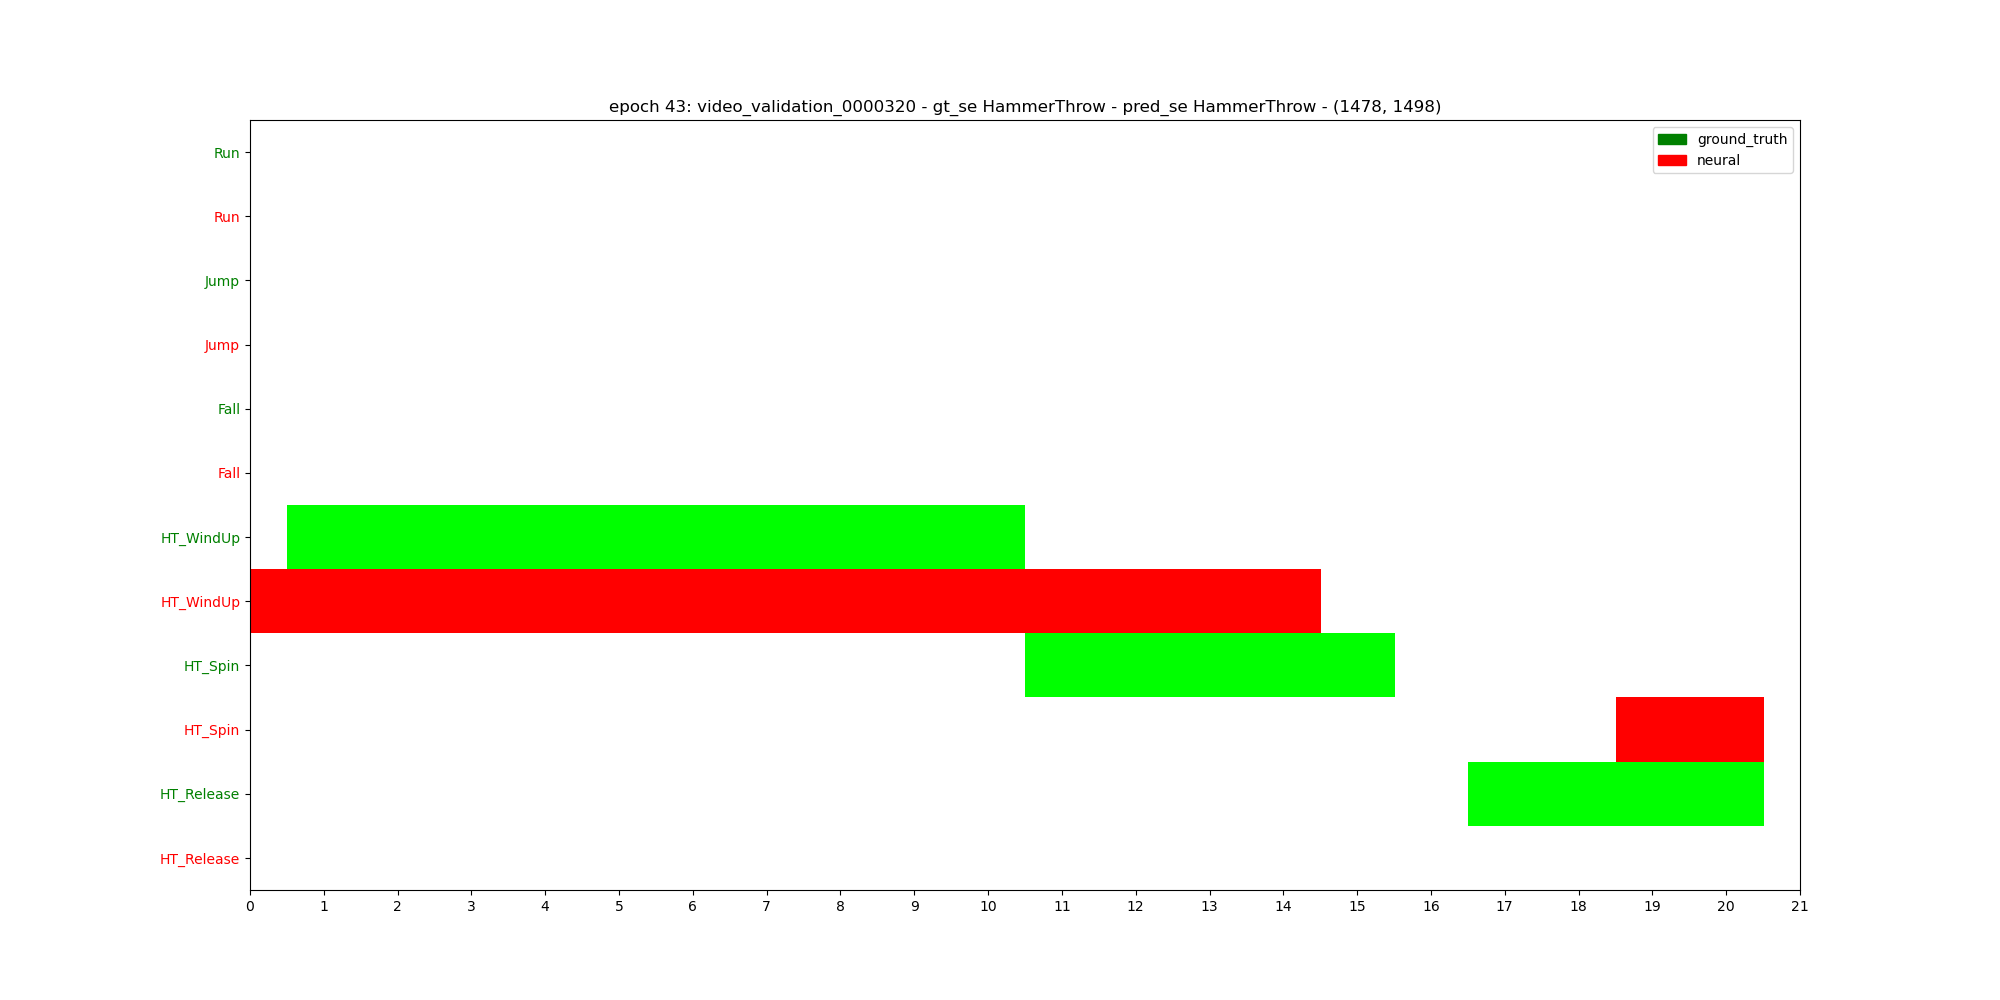 epoch 43: video_validation_0000320 - gt_se HammerThrow - pred_se HammerThrow - (1478, 1498)
ground_truth
neural
Run
Run
Jump
Jump
Fall
Fall
HT_WindUp
HT_WindUp
HT_Spin
HT_Spin
HT_Release
HT_Release
0 1 2 3 4 5 6 7 8 9 10 11 12 13 14 15 16 17 18 19 20 21